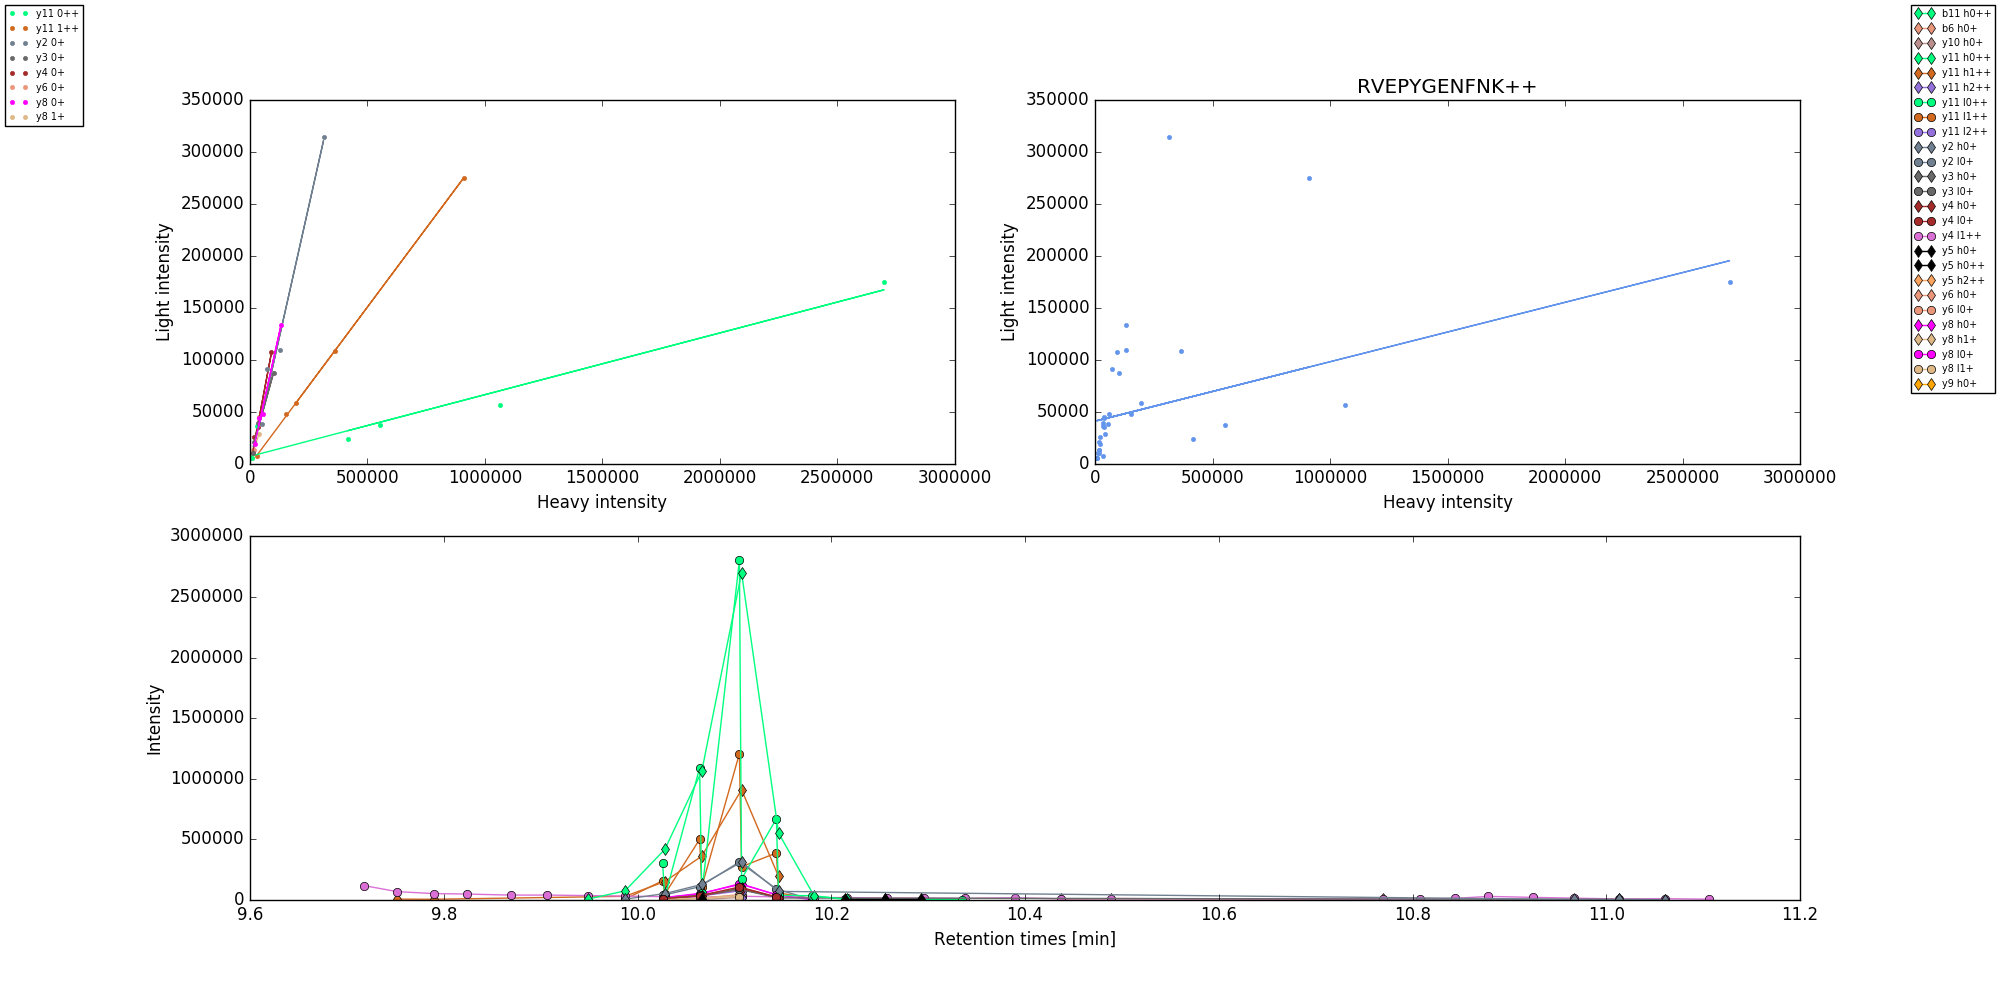 y11 0++
y11 1++
y2 0+
y3 0+
y4 0+
y6 0+
y8 0+
y8 1+
350000
300000
250000
200000
150000
100000
50000
0
Light intensity
0 500000 1000000 1500000 2000000 2500000 3000000
Heavy intensity
RVEPYGENFNK++
350000
300000
250000
200000
150000
100000
50000
0
Light intensity
0 500000 1000000 1500000 2000000 2500000 3000000
Heavy intensity
b11 h0++
b6 h0+
y10 h0+
y11 h0++
y11 h1++
y11 h2++
y11 l0++
y11 l1++
y11 l2++
y2 h0+
y2 l0+
y3 h0+
y3 l0+
y4 h0+
y4 l0+
y4 l1++
y5 h0+
y5 h0++
y5 h2++
y6 h0+
y6 l0+
y8 h0+
y8 h1+
y8 l0+
y8 l1+
y9 h0+
3000000
2500000
2000000
1500000
1000000
500000
0
Intensity
9.6 9.8 10.0 10.2 10.4 10.6 10.8 11.0 11.2
Retention times [min]